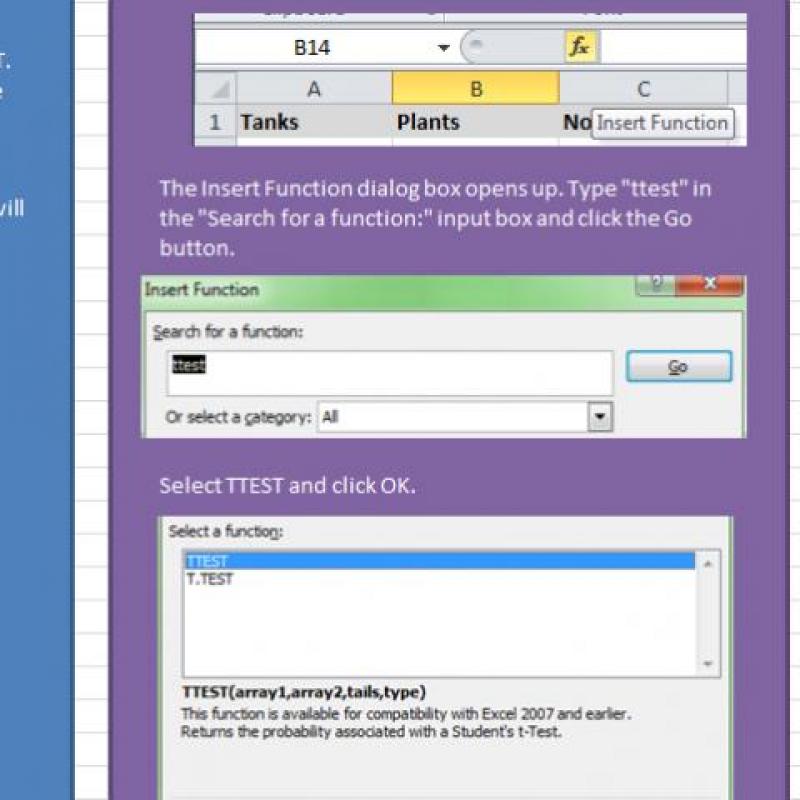 T.
e
will
B14
fx
A B C
1 Tanks Plants No
Insert Function
The Insert Function dialog box opens up. Type "ttest" in
the "Search for a function:" input box and click the Go
button.
Insert Function
? x
Search for a function:
ttest
Go
Or select a category: All
Select TTEST and click OK.
Select a function:
TTEST
T.TEST
TTEST(array1,array2,tails,type)
This function is available for compatibility with Excel 2007 and earlier.
Returns the probability associated with a Student's t-Test.